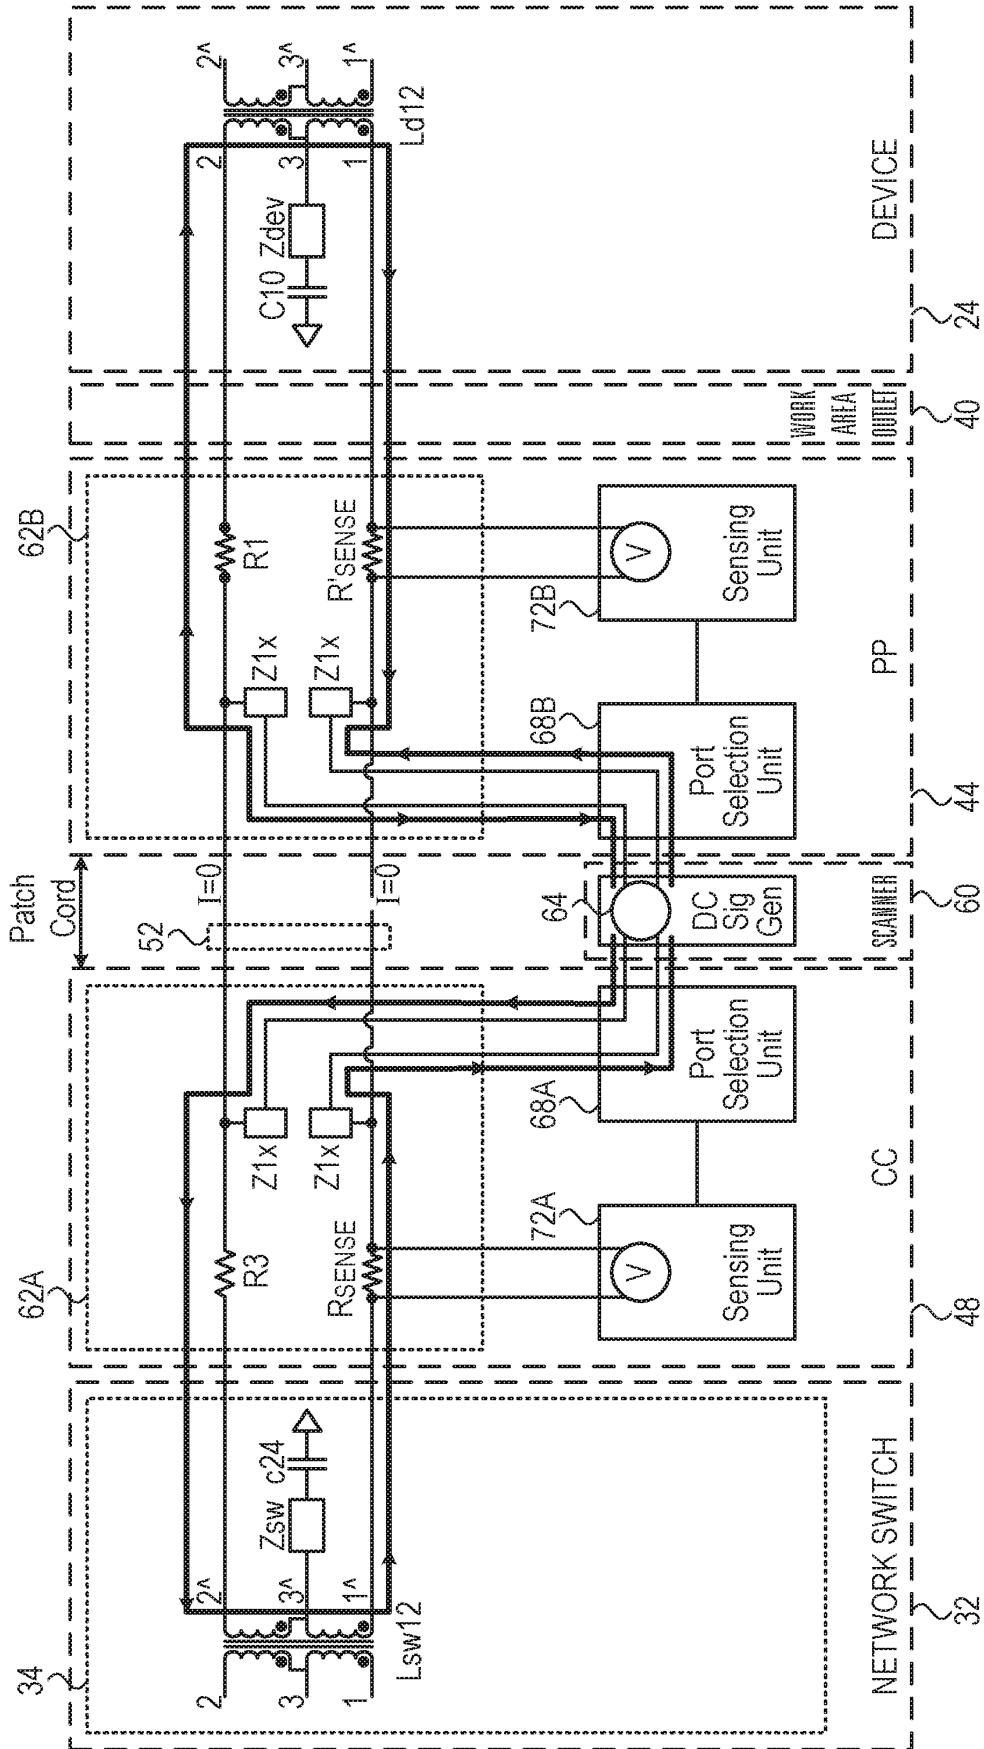 34
62A
Patch
Cord
62B
2
3
1
Lsw12
2^
3^
1^
Zsw
c24
R3
RSENSE
Z1x
Z1x
52
I=0
I=0
Z1x
Z1x
R1
R'SENSE
C10
Zdev
2
3
1
Ld12
2^
3^
1^
72A
V
Sensing
Unit
68A
Port
Selection
Unit
64
DC
Sig
Gen
68B
Port
Selection
Unit
72B
V
Sensing
Unit
NETWORK SWITCH
CC
SCANNER
PP
WORK
AREA
OUTLET
DEVICE
32
48
60
44
40
24